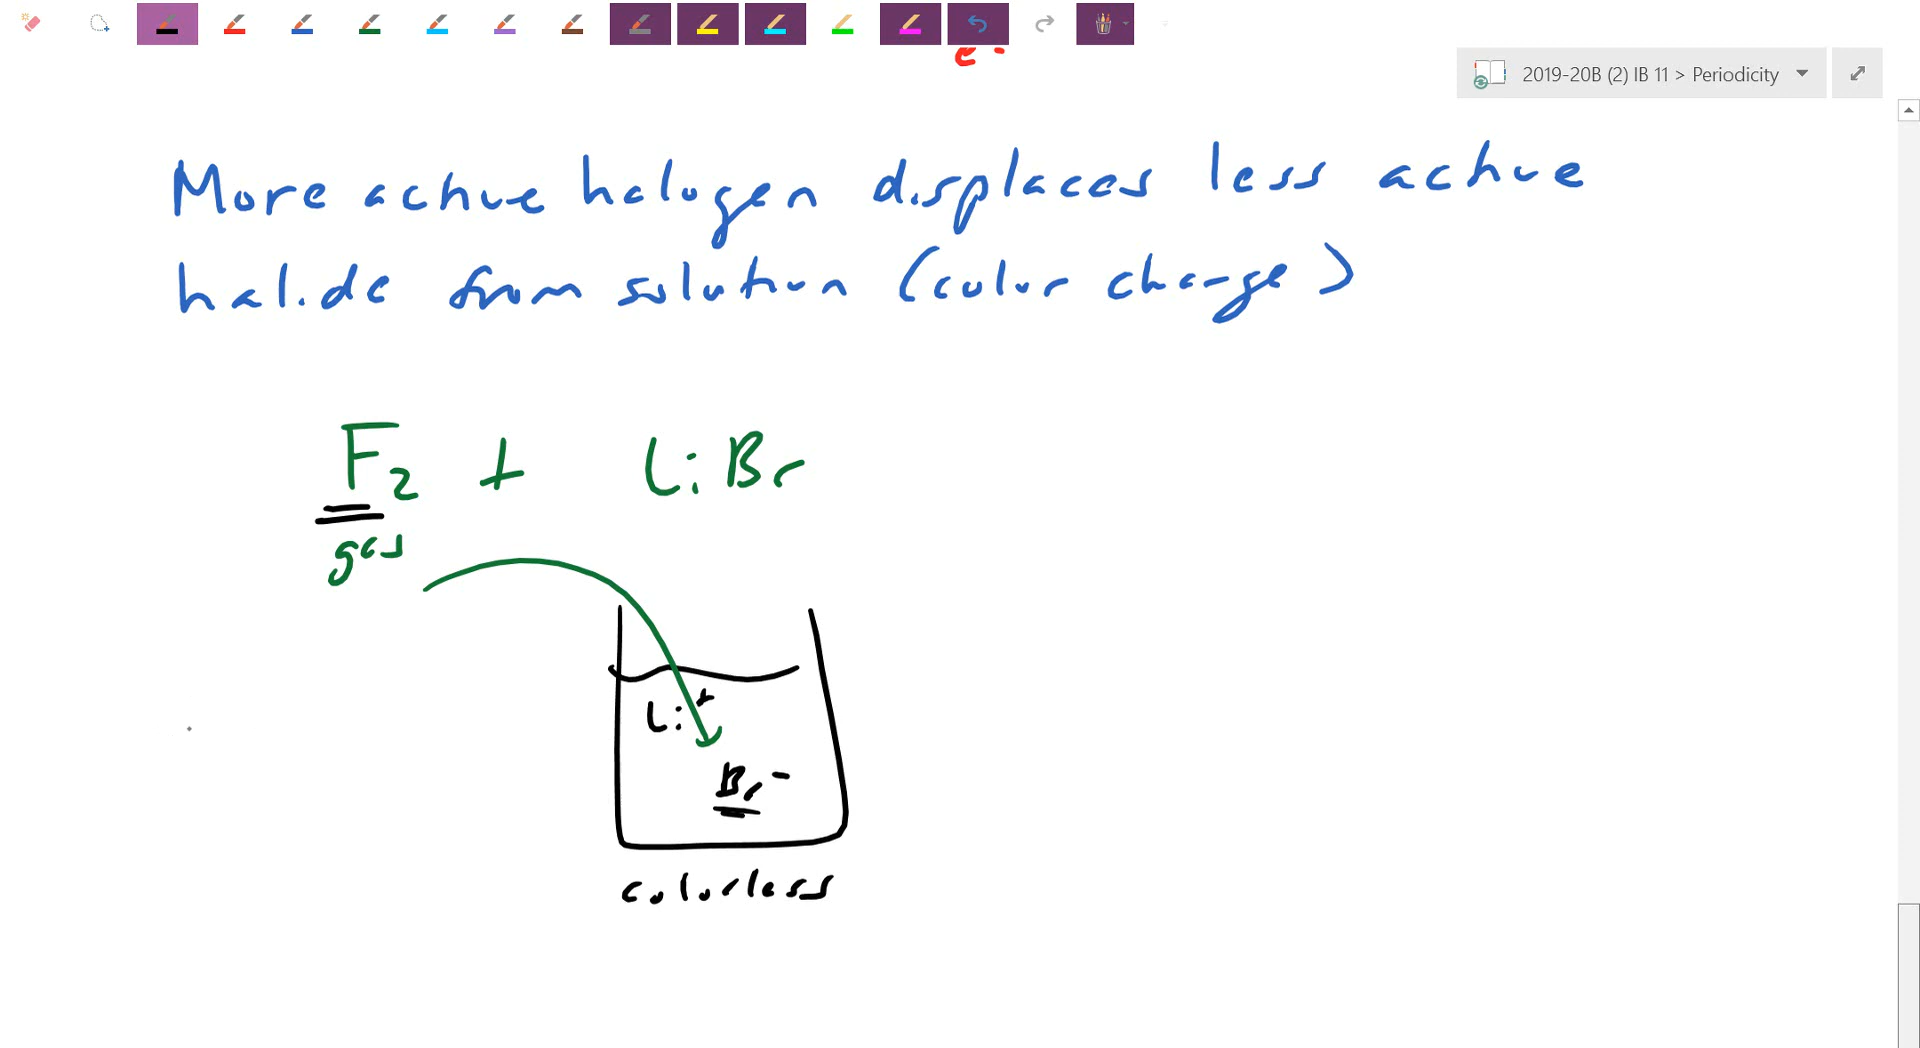 e-
2019-20B (2) IB 11 > Periodicity
More active halogen displaces less active
halide from solution (color change)
F₂ + LiBr
gas
Li⁺
Br⁻
colorless